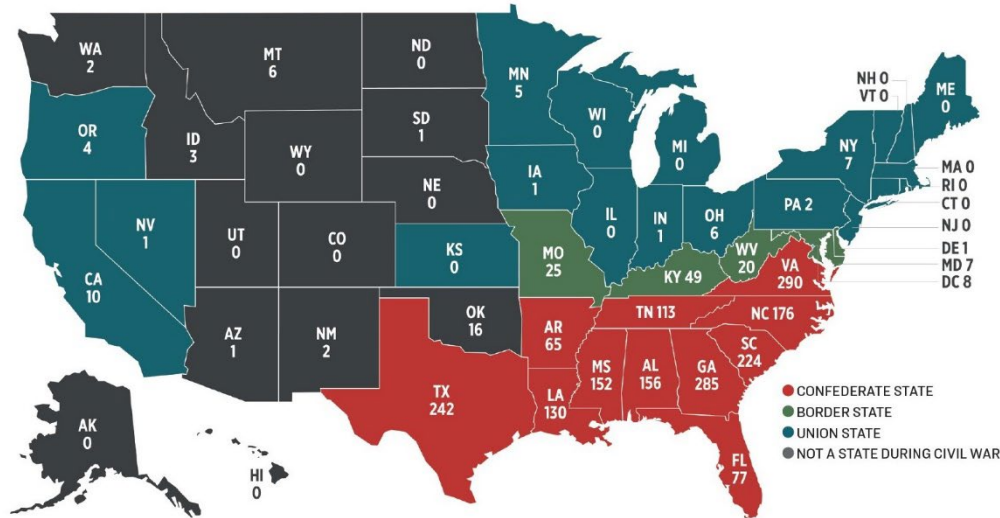 WA
2
MT
6
ND
0
MN
5
OR
4
ID
3
WY
0
SD
1
WI
0
MI
0
NH 0
VT 0
ME
0
NY
7
MA 0
RI 0
CT 0
NJ 0
DE 1
MD 7
DC 8
NE
0
IA
1
IL
0
IN
1
OH
6
PA 2
NV
1
UT
0
CO
0
KS
0
MO
25
KY 49
WV
20
VA
290
CA
10
AZ
1
NM
2
OK
16
AR
65
TN 113
NC 176
SC
224
TX
242
LA
130
MS
152
AL
156
GA
285
FL
77
AK
0
HI
0
CONFEDERATE STATE
BORDER STATE
UNION STATE
NOT A STATE DURING CIVIL WAR